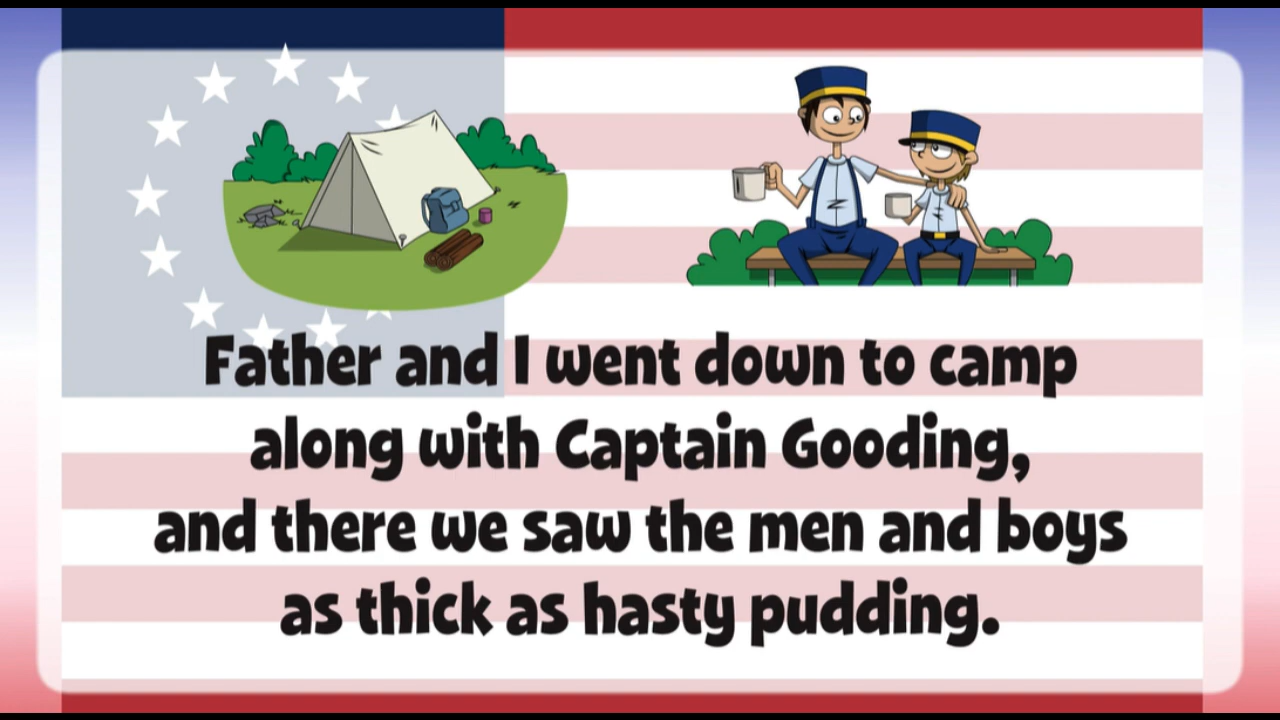 Father and I went down to camp
along with Captain Gooding,
and there we saw the men and boys
as thick as hasty pudding.